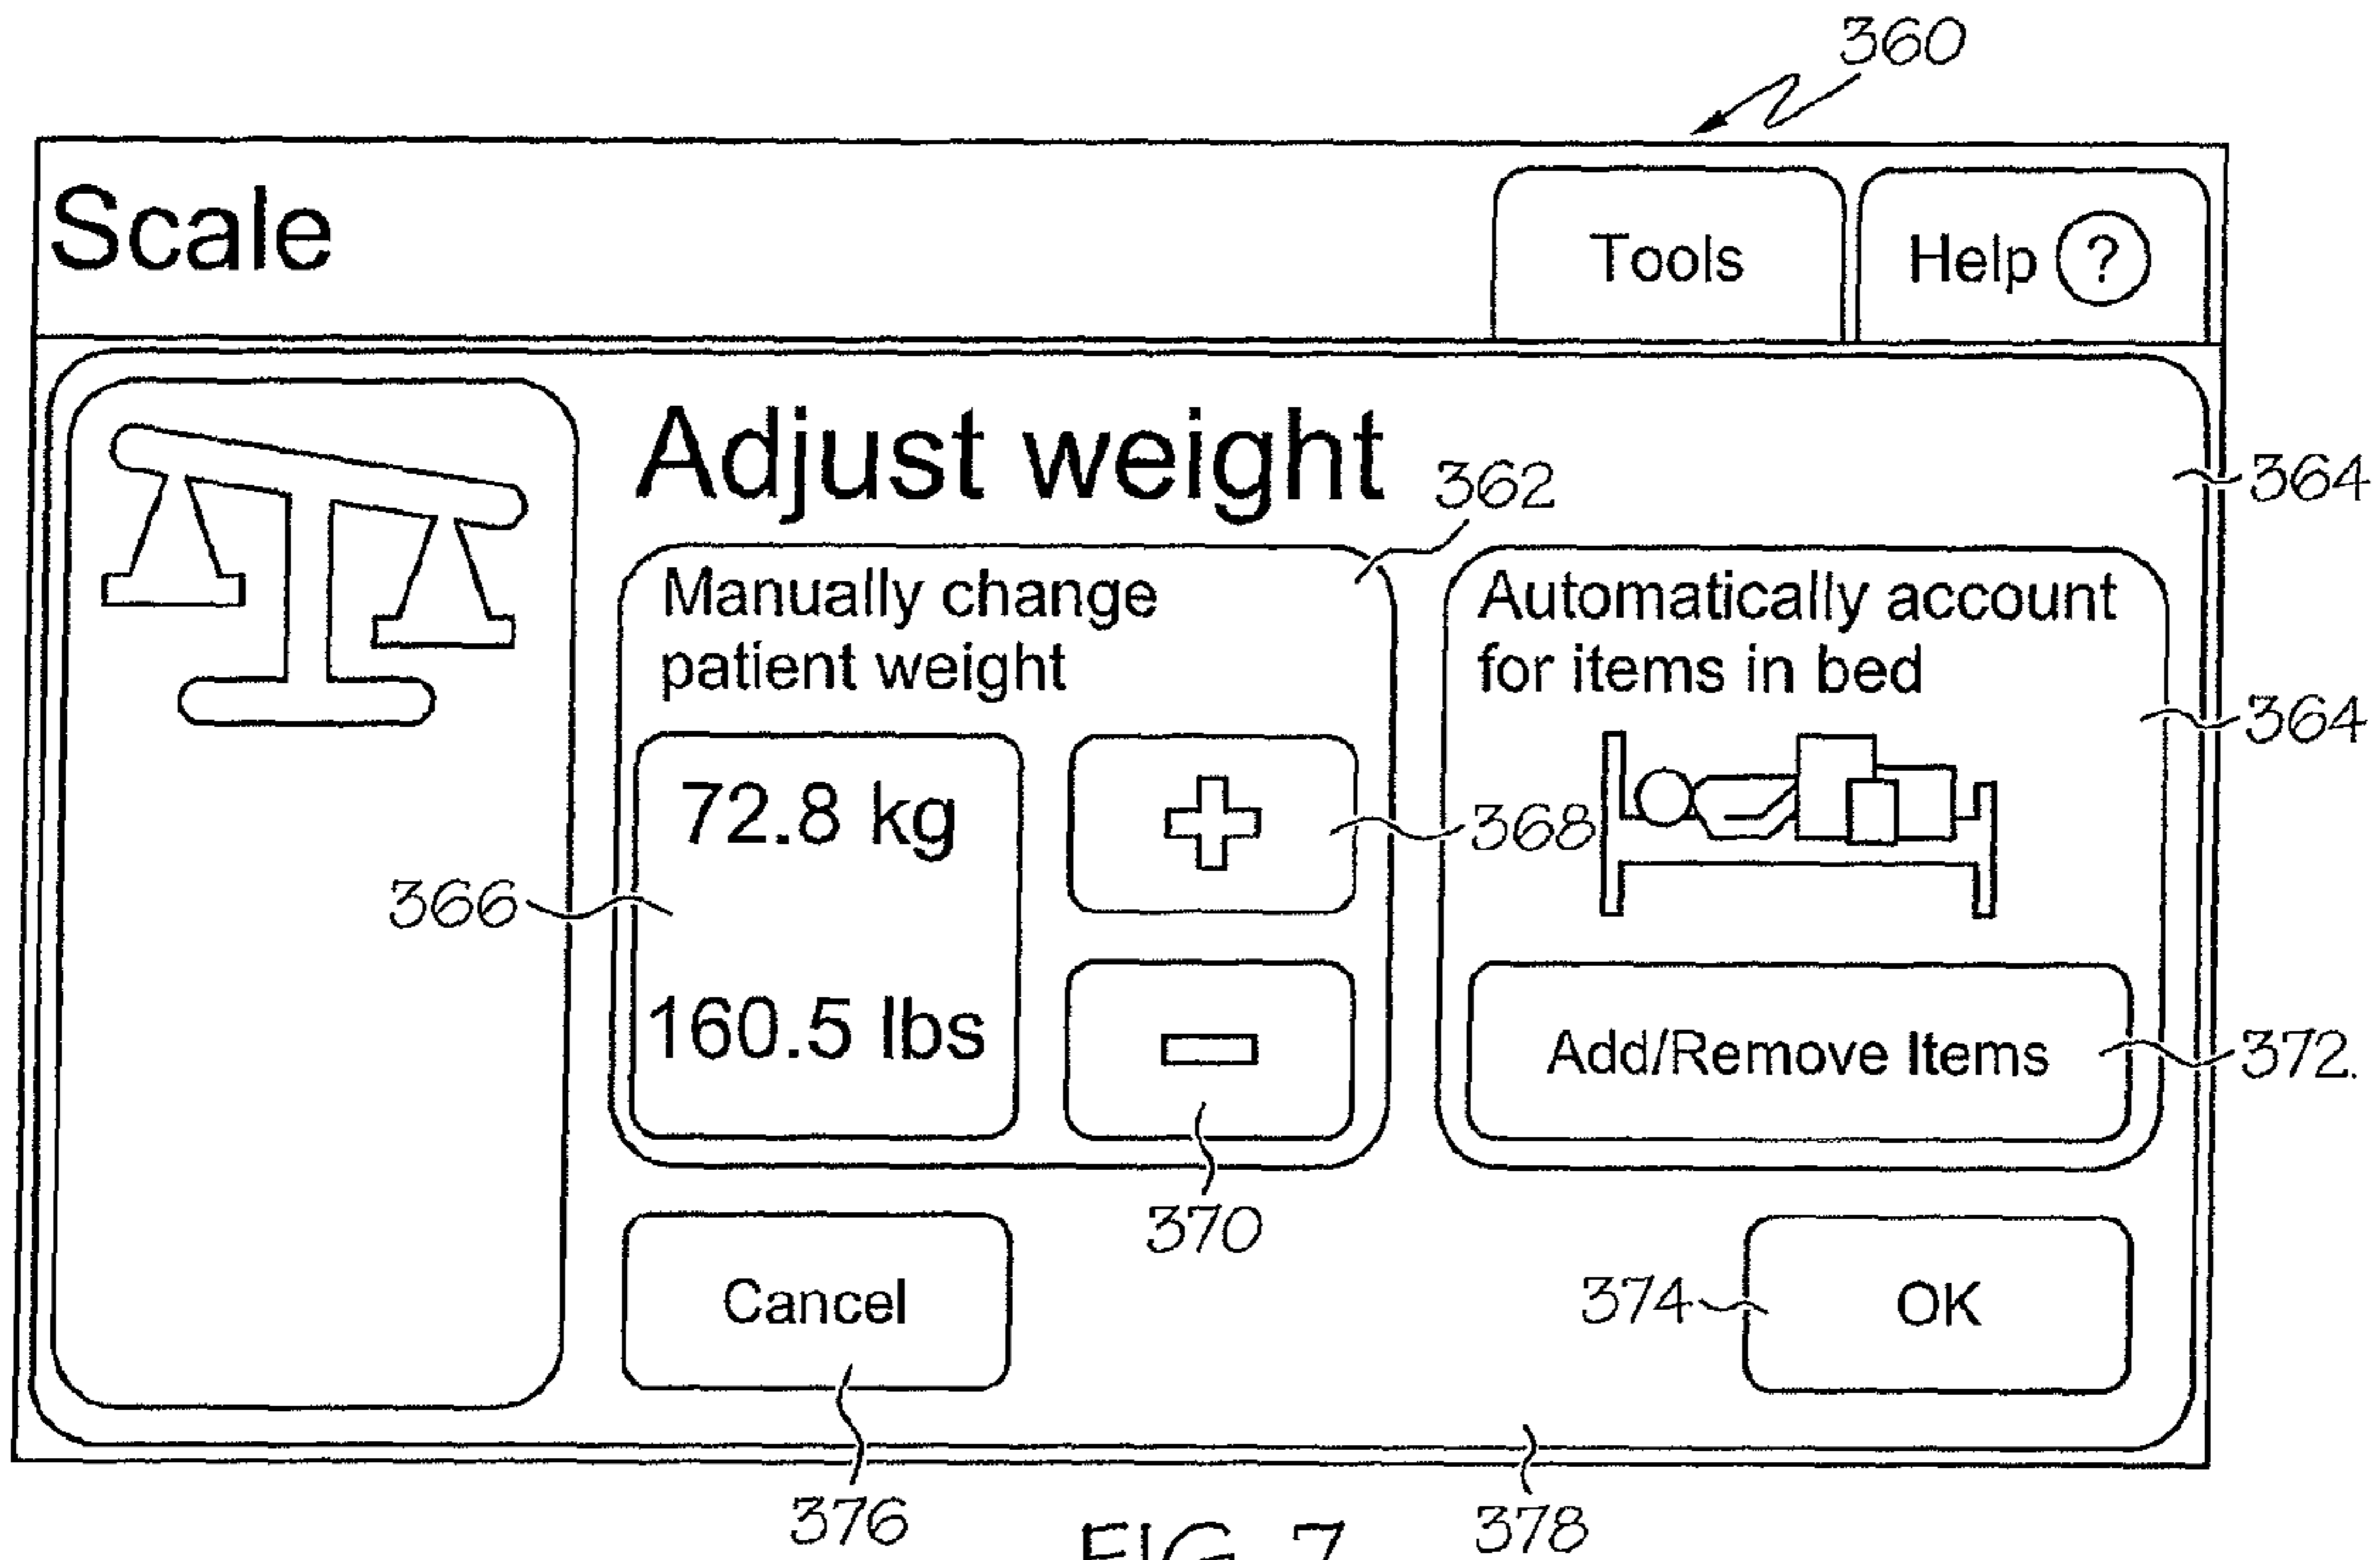 360
Scale
Tools
Help ?
Adjust weight
362
364
Manually change
patient weight
Automatically account
for items in bed
364
72.8 kg
368
366
160.5 lbs
Add/Remove Items
372.
370
Cancel
374
OK
376
FIG. 7
378